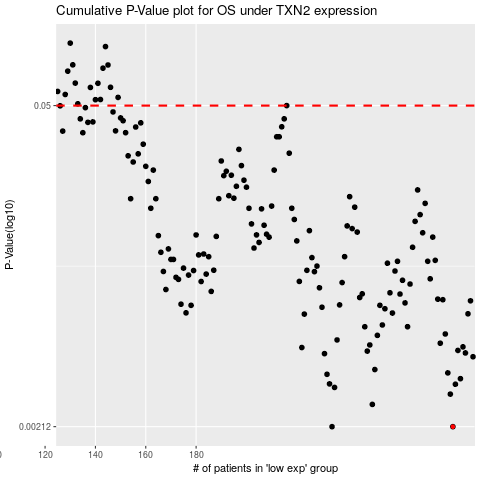 Cumulative P-Value plot for OS under TXN2 expression
0.05
P-Value(log10)
0.00212
0 120 140 160 180
# of patients in 'low exp' group